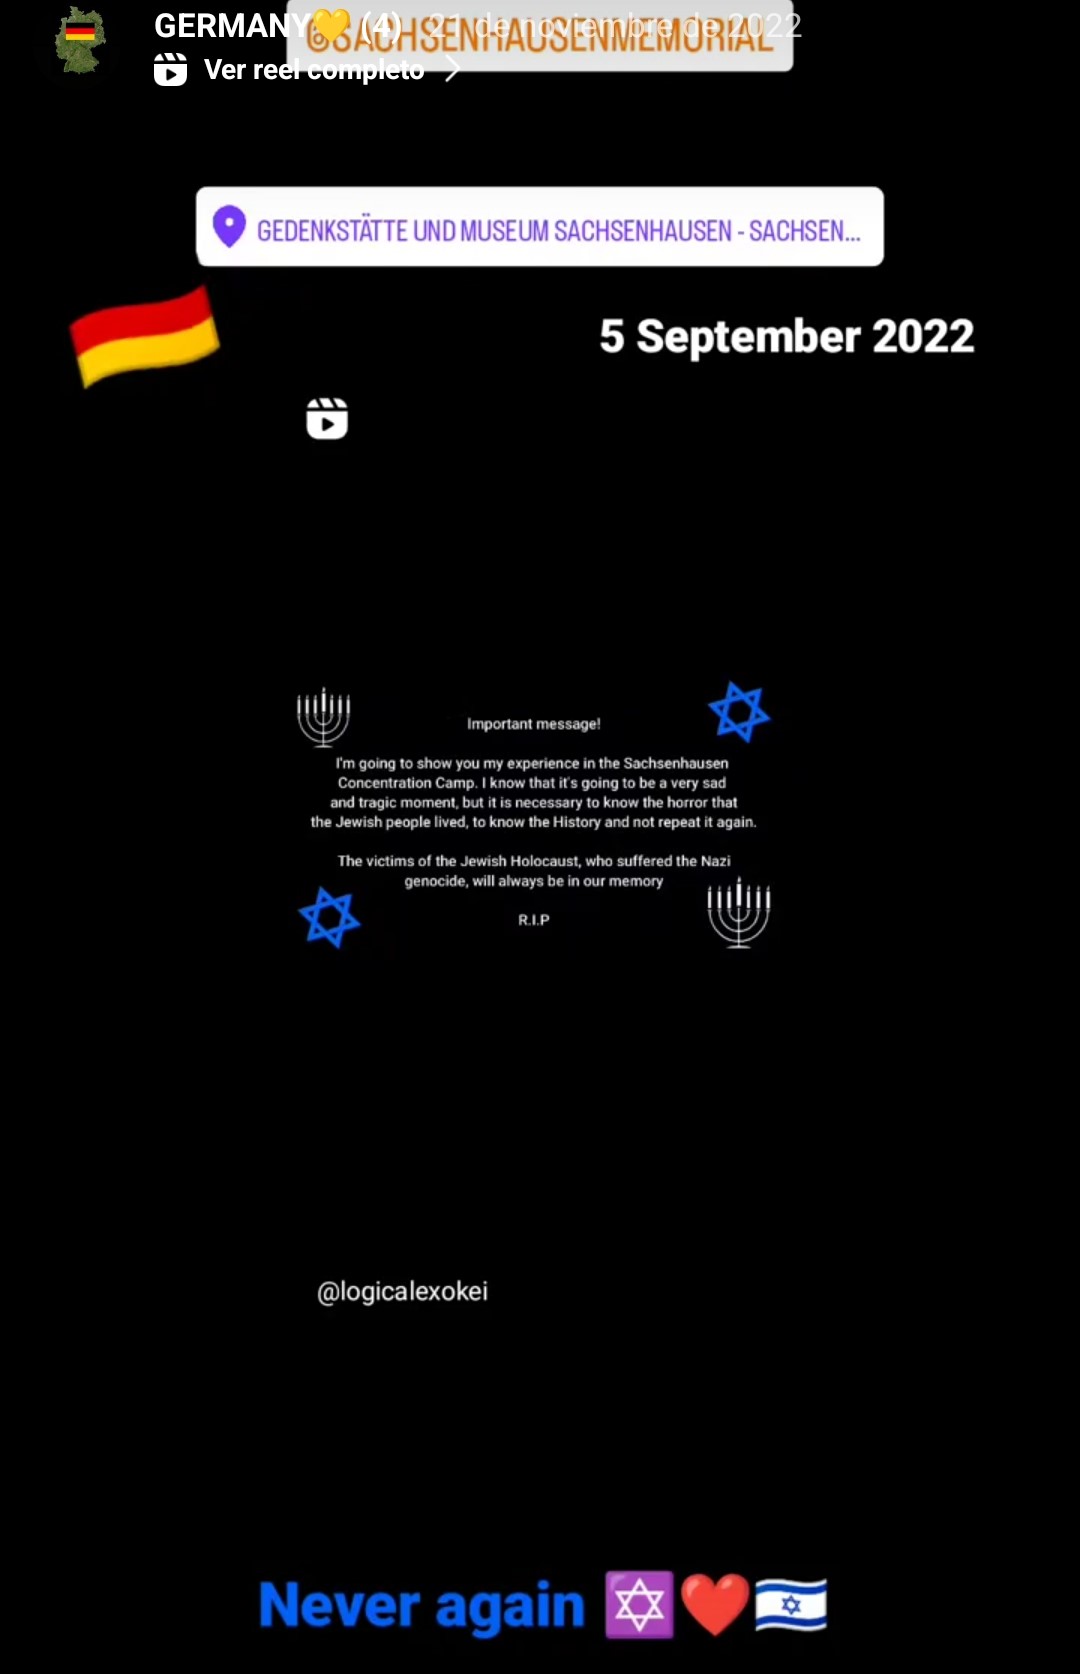 GERMANY💛 (4) 21 de noviembre de 2022
@SACHSENHAUSENMEMORIAL
Ver reel completo
GEDENKSTÄTTE UND MUSEUM SACHSENHAUSEN - SACHSEN...
5 September 2022
Important message!
I'm going to show you my experience in the Sachsenhausen
Concentration Camp. I know that it's going to be a very sad
and tragic moment, but it is necessary to know the horror that
the Jewish people lived, to know the History and not repeat it again.
The victims of the Jewish Holocaust, who suffered the Nazi
genocide, will always be in our memory
R.I.P
@logicalexokei
Never again ✡️❤️🇮🇱